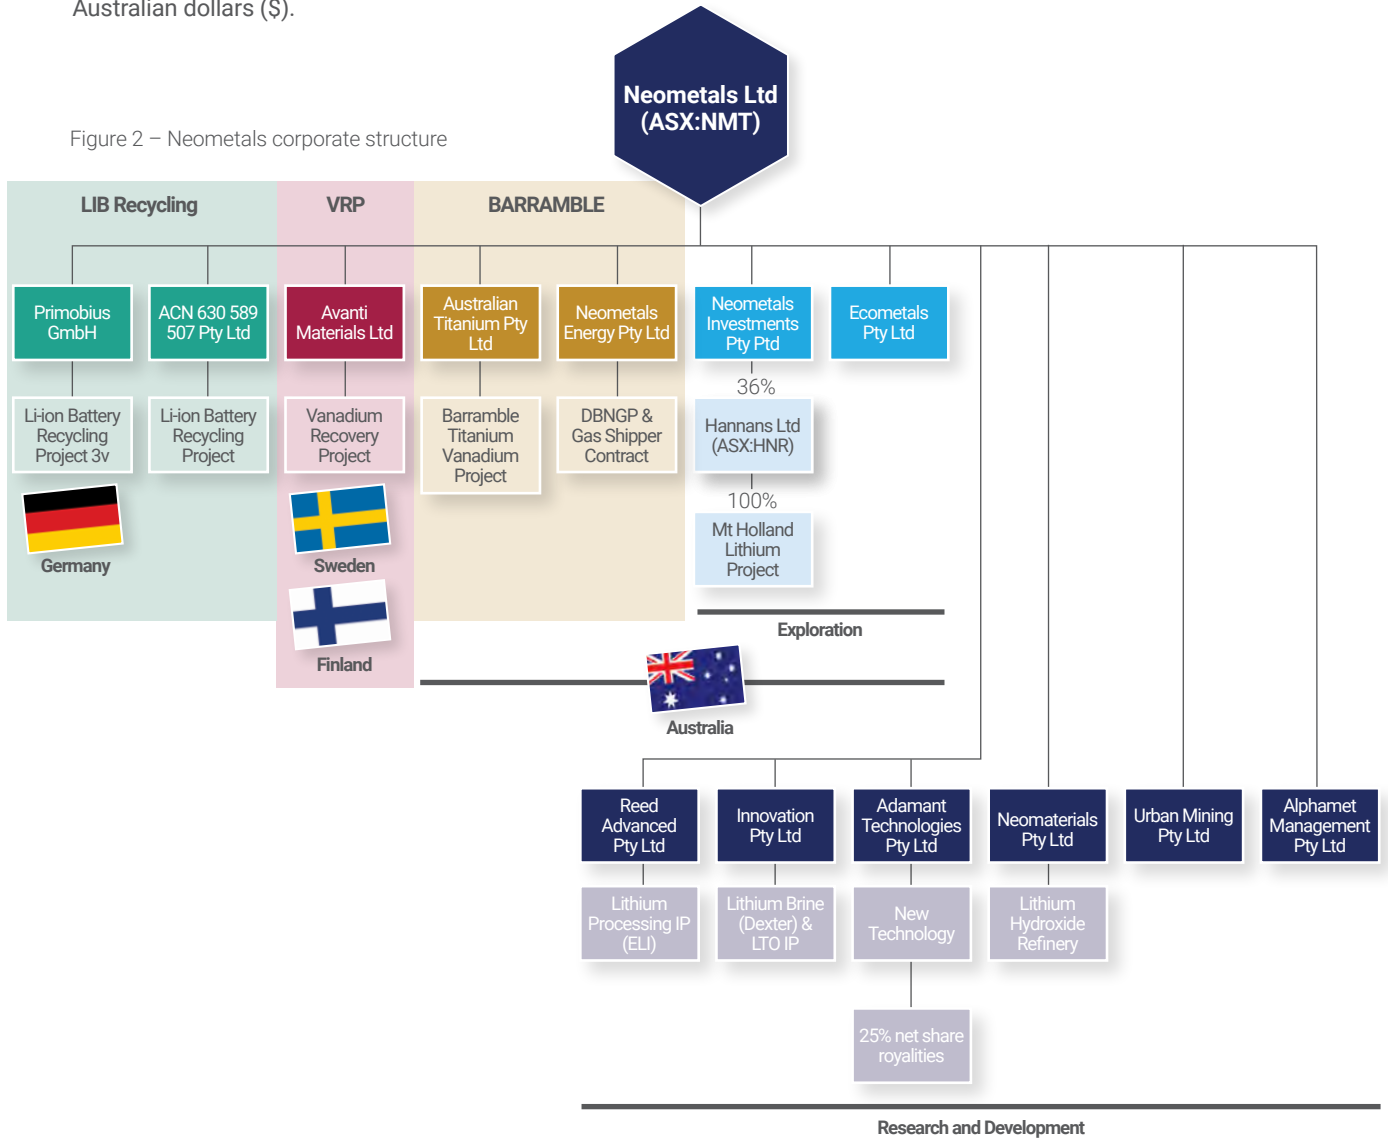 Australian dollars ($).
Neometals Ltd
(ASX:NMT)
Figure 2 – Neometals corporate structure
LIB Recycling
VRP
BARRAMBLE
Primobius
GmbH
ACN 630 589
507 Pty Ltd
Avanti
Materials Ltd
Australian
Titanium Pty
Ltd
Neometals
Energy Pty Ltd
Neometals
Investments
Pty Ptd
Ecometals
Pty Ltd
36%
Li-ion Battery
Recycling
Project 3v
Li-ion Battery
Recycling
Project
Vanadium
Recovery
Project
Barramble
Titanium
Vanadium
Project
DBNGP &
Gas Shipper
Contract
Hannans Ltd
(ASX:HNR)
100%
Mt Holland
Lithium
Project
Germany
Sweden
Finland
Exploration
Australia
Reed
Advanced
Pty Ltd
Innovation
Pty Ltd
Adamant
Technologies
Pty Ltd
Neomaterials
Pty Ltd
Urban Mining
Pty Ltd
Alphamet
Management
Pty Ltd
Lithium
Processing IP
(ELI)
Lithium Brine
(Dexter) &
LTO IP
New
Technology
Lithium
Hydroxide
Refinery
25% net share
royalities
Research and Development